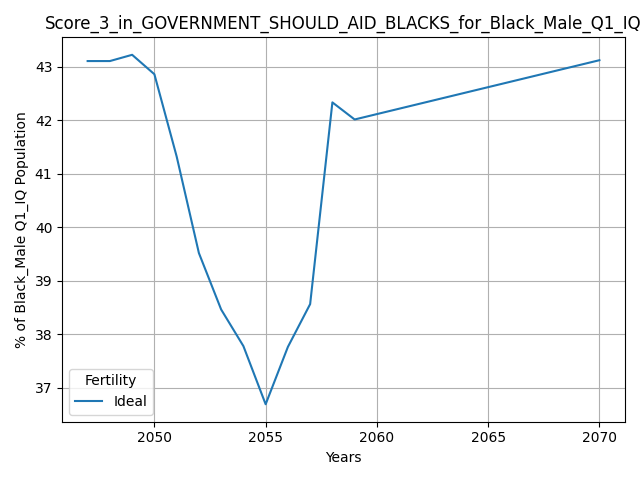 Score_3_in_GOVERNMENT_SHOULD_AID_BLACKS_for_Black_Male_Q1_IQ
% of Black_Male Q1_IQ Population
43
42
41
40
39
38
37
Fertility
Ideal
2050 2055 2060 2065 2070
Years